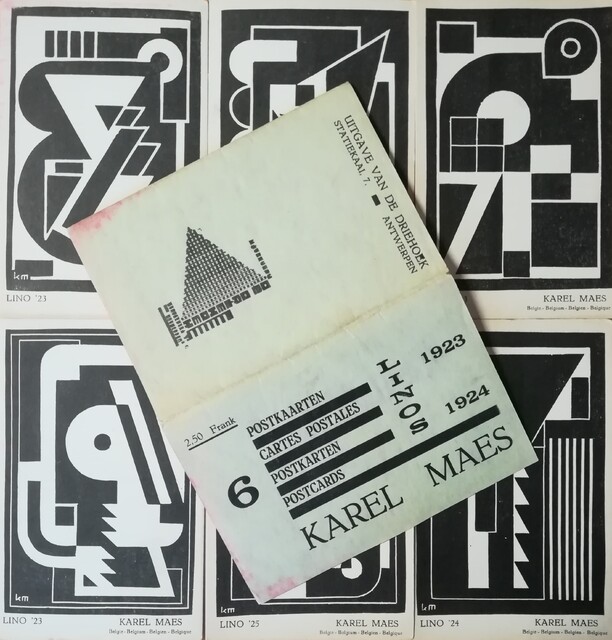 km
LINO '23
KAREL MAES
Belgie - Belgium - Belgien - Belgique
UITGAVE VAN DE DRIEHOEK
STATIEKAAI. 7. ANTWERPEN
2.50 Frank
6
POSTKAARTEN
CARTES POSTALES
POSTKARTEN
POSTCARDS
LINOS
1923
1924
KAREL MAES
km
LINO '23
KAREL MAES
Belgie - Belgium - Belgien - Belgique
km
LINO '25
KAREL MAES
Belgie - Belgium - Belgien - Belgique
km
LINO '24
KAREL MAES
Belgie - Belgium - Belgien - Belgique